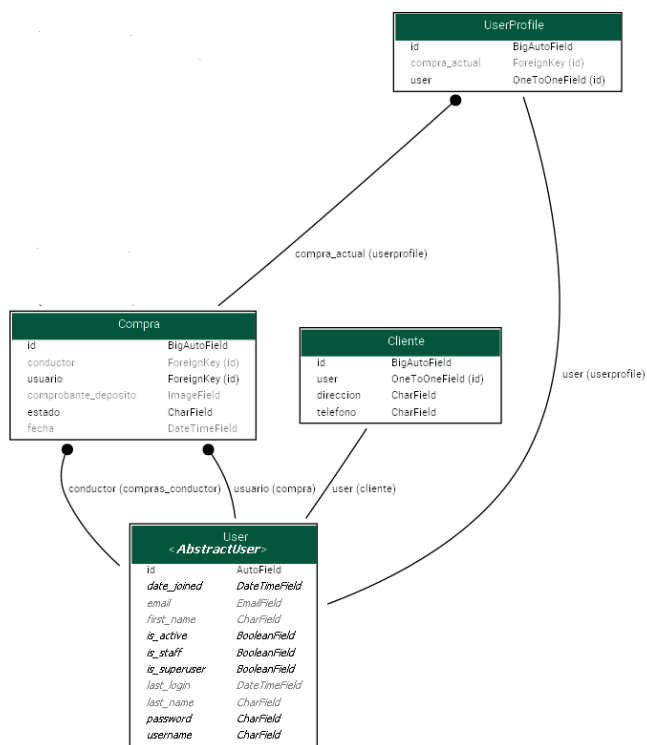 UserProfile
id BigAutoField
compra_actual ForeignKey (id)
user OneToOneField (id)
compra_actual (userprofile)
Compra
id BigAutoField
conductor ForeignKey (id)
usuario ForeignKey (id)
comprobante_deposito ImageField
estado CharField
fecha DateTimeField
Cliente
id BigAutoField
user OneToOneField (id)
direccion CharField
telefono CharField
user (userprofile)
conductor (compras_conductor)
usuario (compra)
user (cliente)
User
<AbstractUser>
id AutoField
date_joined DateTimeField
email EmailField
first_name CharField
is_active BooleanField
is_staff BooleanField
is_superuser BooleanField
last_login DateTimeField
last_name CharField
password CharField
username CharField